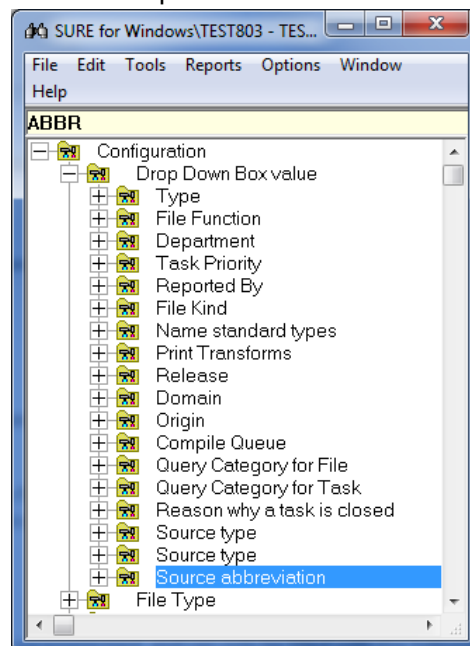 SURE for Windows\TEST803 - TES...
File Edit Tools Reports Options Window
Help
ABBR
Configuration
Drop Down Box value
Type
File Function
Department
Task Priority
Reported By
File Kind
Name standard types
Print Transforms
Release
Domain
Origin
Compile Queue
Query Category for File
Query Category for Task
Reason why a task is closed
Source type
Source type
Source abbreviation
File Type